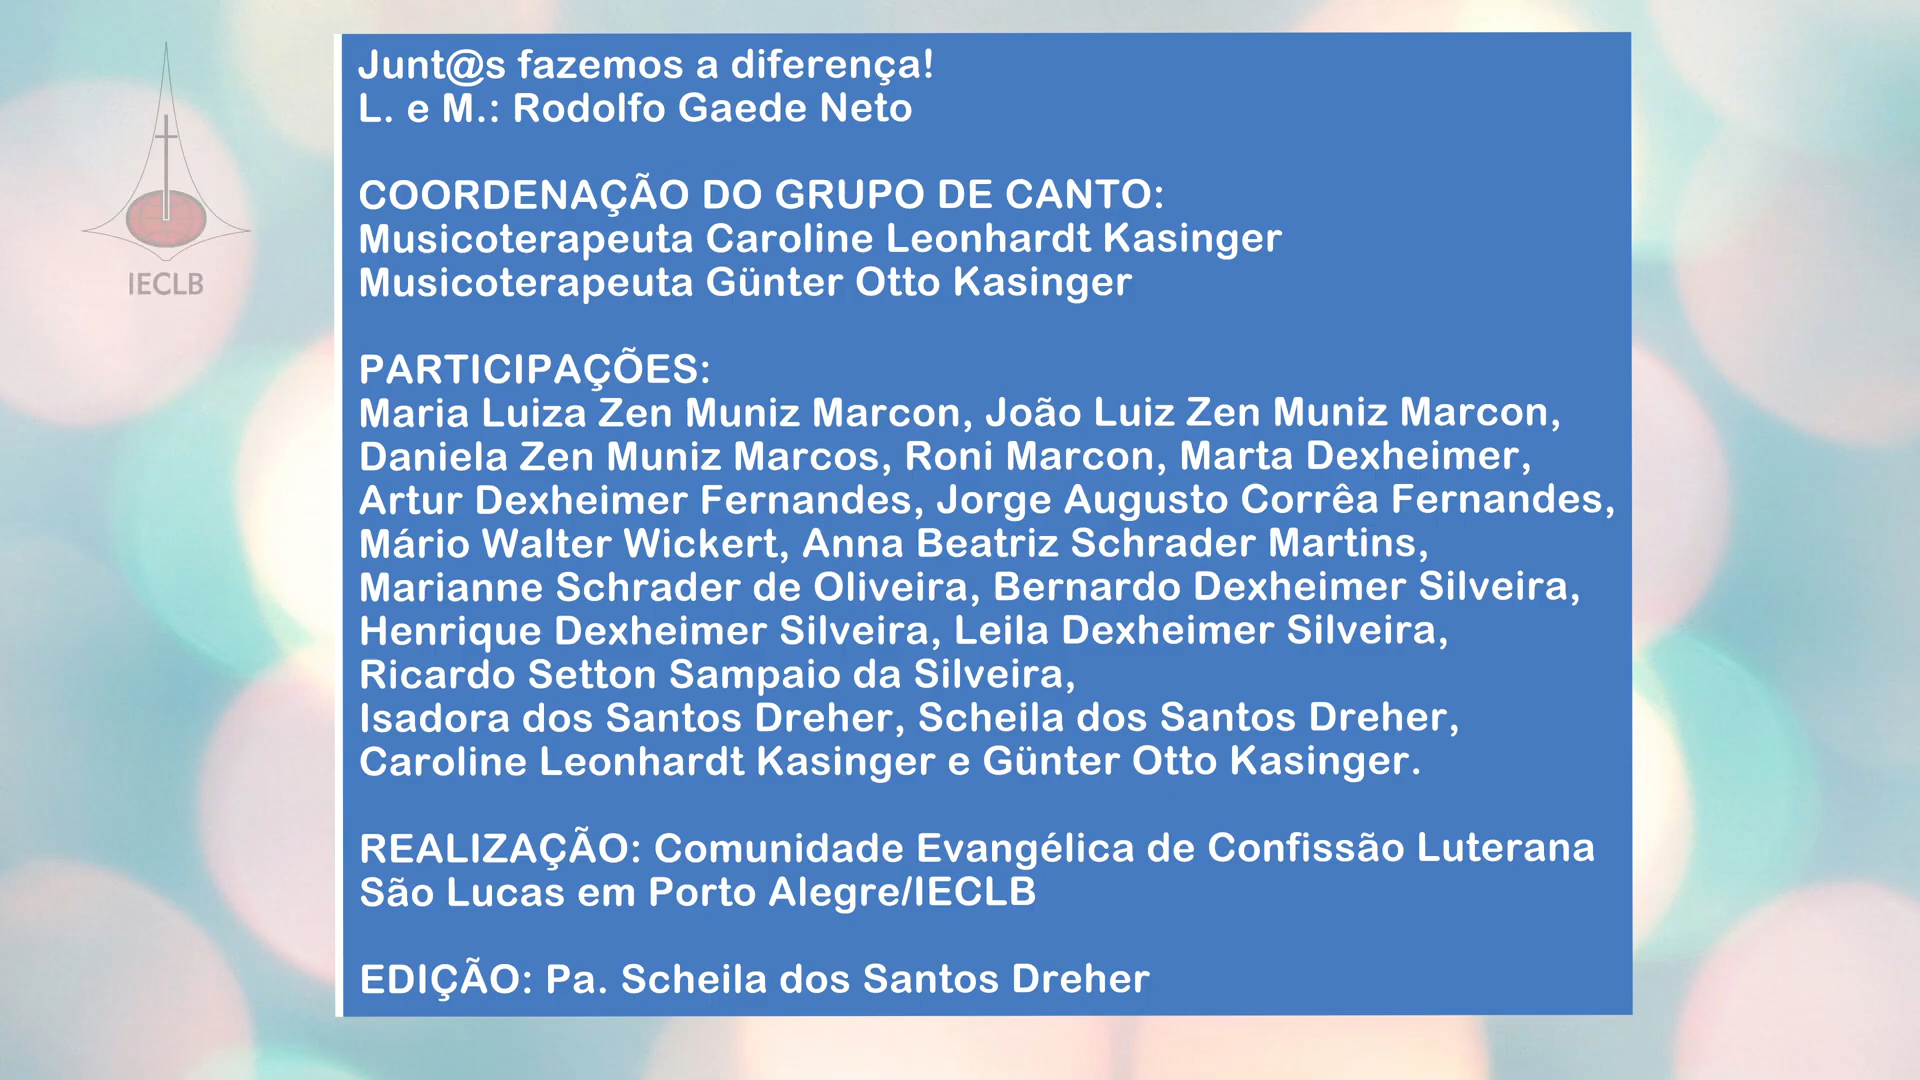 IECLB
Junt@s fazemos a diferença!
L. e M.: Rodolfo Gaede Neto
COORDENAÇÃO DO GRUPO DE CANTO:
Musicoterapeuta Caroline Leonhardt Kasinger
Musicoterapeuta Günter Otto Kasinger
PARTICIPAÇÕES:
Maria Luiza Zen Muniz Marcon, João Luiz Zen Muniz Marcon,
Daniela Zen Muniz Marcos, Roni Marcon, Marta Dexheimer,
Artur Dexheimer Fernandes, Jorge Augusto Corrêa Fernandes,
Mário Walter Wickert, Anna Beatriz Schrader Martins,
Marianne Schrader de Oliveira, Bernardo Dexheimer Silveira,
Henrique Dexheimer Silveira, Leila Dexheimer Silveira,
Ricardo Setton Sampaio da Silveira,
Isadora dos Santos Dreher, Scheila dos Santos Dreher,
Caroline Leonhardt Kasinger e Günter Otto Kasinger.
REALIZAÇÃO: Comunidade Evangélica de Confissão Luterana
São Lucas em Porto Alegre/IECLB
EDIÇÃO: Pa. Scheila dos Santos Dreher